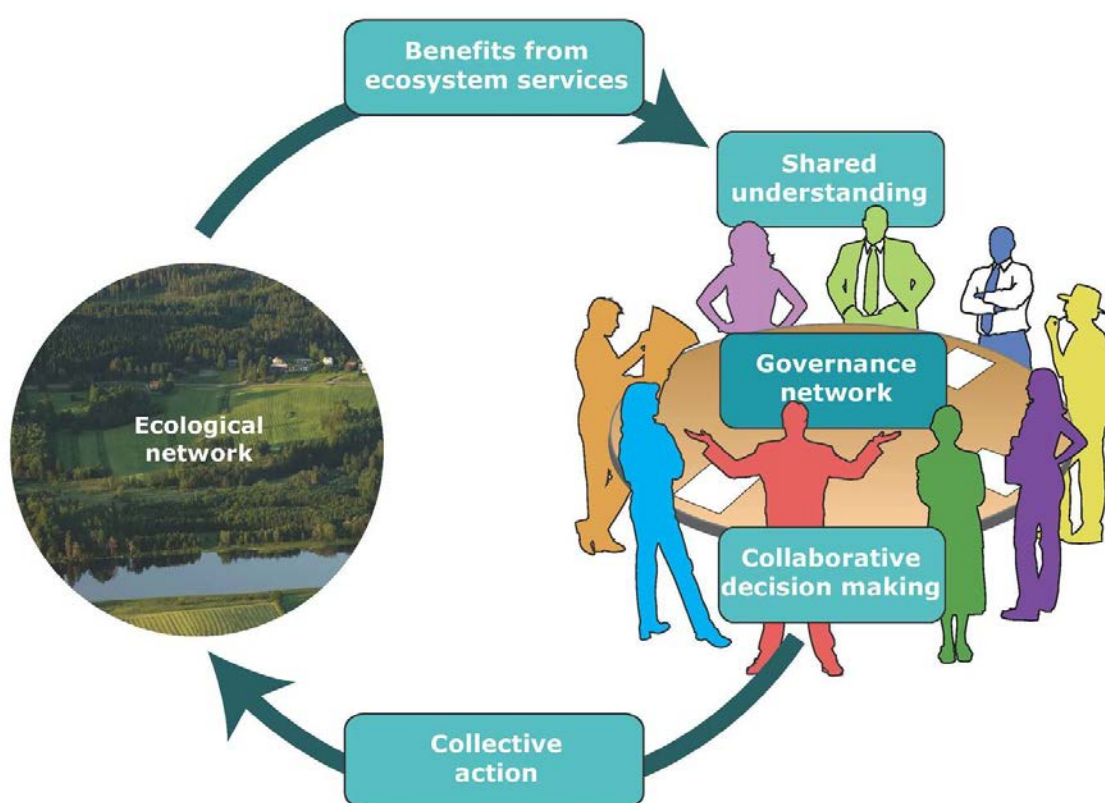 Benefits from
ecosystem services
Shared
understanding
Governance
network
Ecological
network
Collaborative
decision making
Collective
action